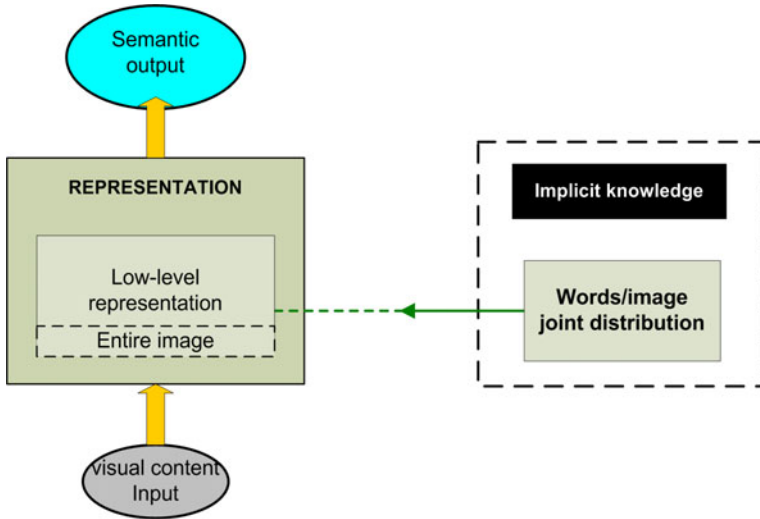 Semantic
output
REPRESENTATION
Low-level
representation
Entire image
visual content
Input
Implicit knowledge
Words/image
joint distribution